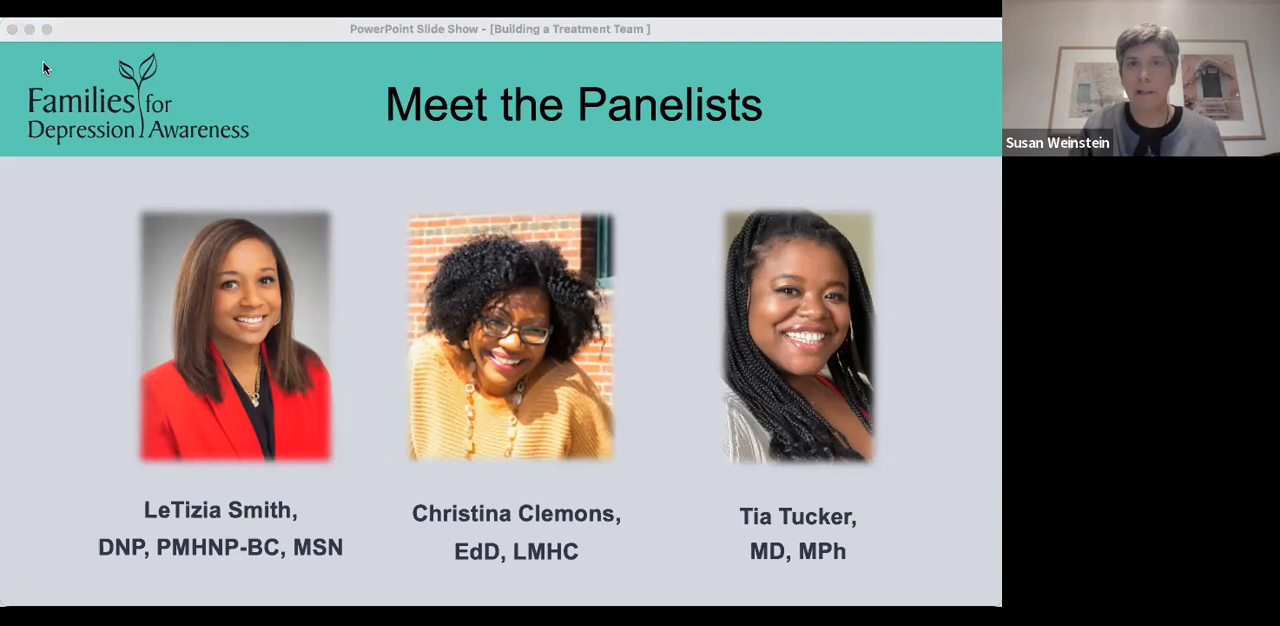 PowerPoint Slide Show - [Building a Treatment Team ]
Families for
Depression Awareness
Meet the Panelists
Susan Weinstein
LeTizia Smith,
DNP, PMHNP-BC, MSN
Christina Clemons,
EdD, LMHC
Tia Tucker,
MD, MPh